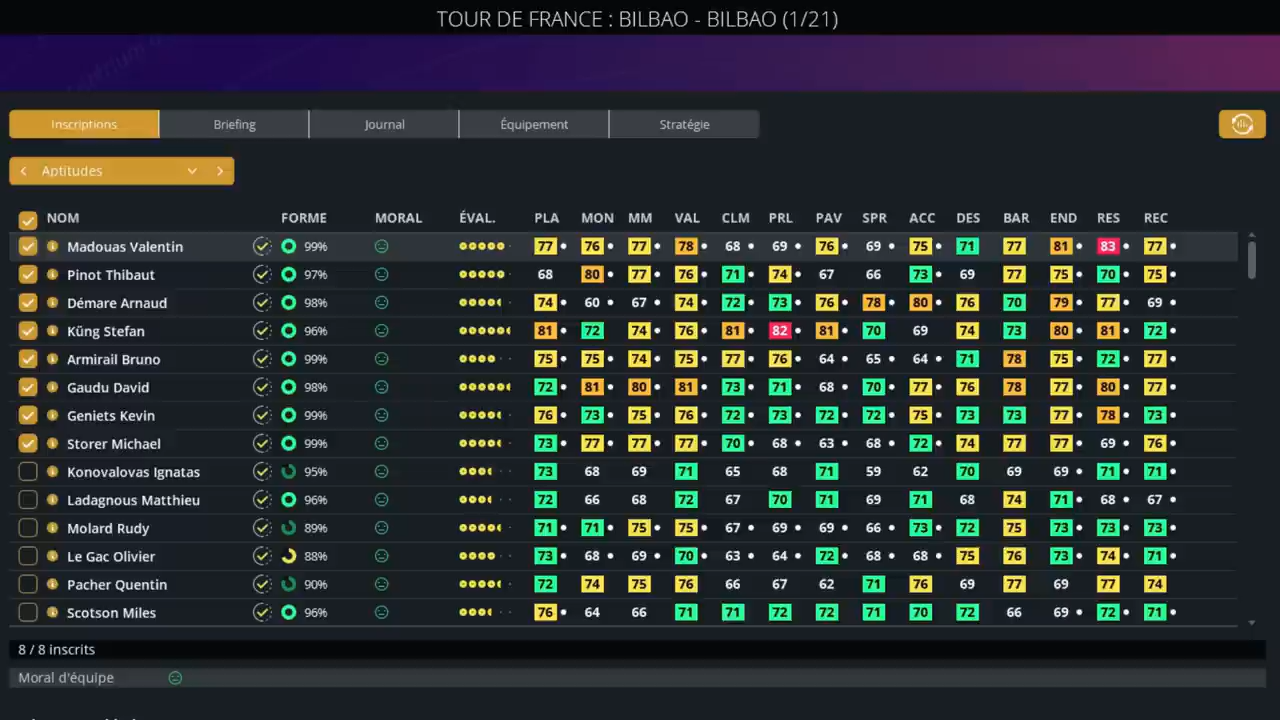 TOUR DE FRANCE : BILBAO - BILBAO (1/21)
Inscriptions Briefing Journal Équipement Stratégie
Aptitudes
NOM FORME MORAL ÉVAL. PLA MON MM VAL CLM PRL PAV SPR ACC DES BAR END RES REC
Madouas Valentin 99% 77 76 77 78 68 69 76 69 75 71 77 81 83 77
Pinot Thibaut 97% 68 80 77 76 71 74 67 66 73 69 77 75 70 75
Démare Arnaud 98% 74 60 67 74 72 73 76 78 80 76 70 79 77 69
Küng Stefan 96% 81 72 74 76 81 82 81 70 69 74 73 80 81 72
Armirail Bruno 99% 75 75 74 75 77 76 64 65 64 71 78 75 72 77
Gaudu David 98% 72 81 80 81 73 71 68 70 77 76 78 77 80 77
Geniets Kevin 99% 76 73 75 76 72 73 72 72 75 73 73 77 78 73
Storer Michael 99% 73 77 77 77 70 68 63 68 72 74 77 77 69 76
Konovalovas Ignatas 95% 73 68 69 71 65 68 71 59 62 70 69 69 71 71
Ladagnous Matthieu 96% 72 66 68 72 67 70 71 69 71 68 74 71 68 67
Molard Rudy 89% 71 71 75 75 67 69 69 66 73 72 75 73 73 73
Le Gac Olivier 88% 73 68 69 70 63 64 72 68 68 75 76 73 74 71
Pacher Quentin 90% 72 74 75 76 66 67 62 71 76 69 77 69 77 74
Scotson Miles 96% 76 64 66 71 71 72 72 71 70 72 66 69 72 71
8 / 8 inscrits
Moral d'équipe